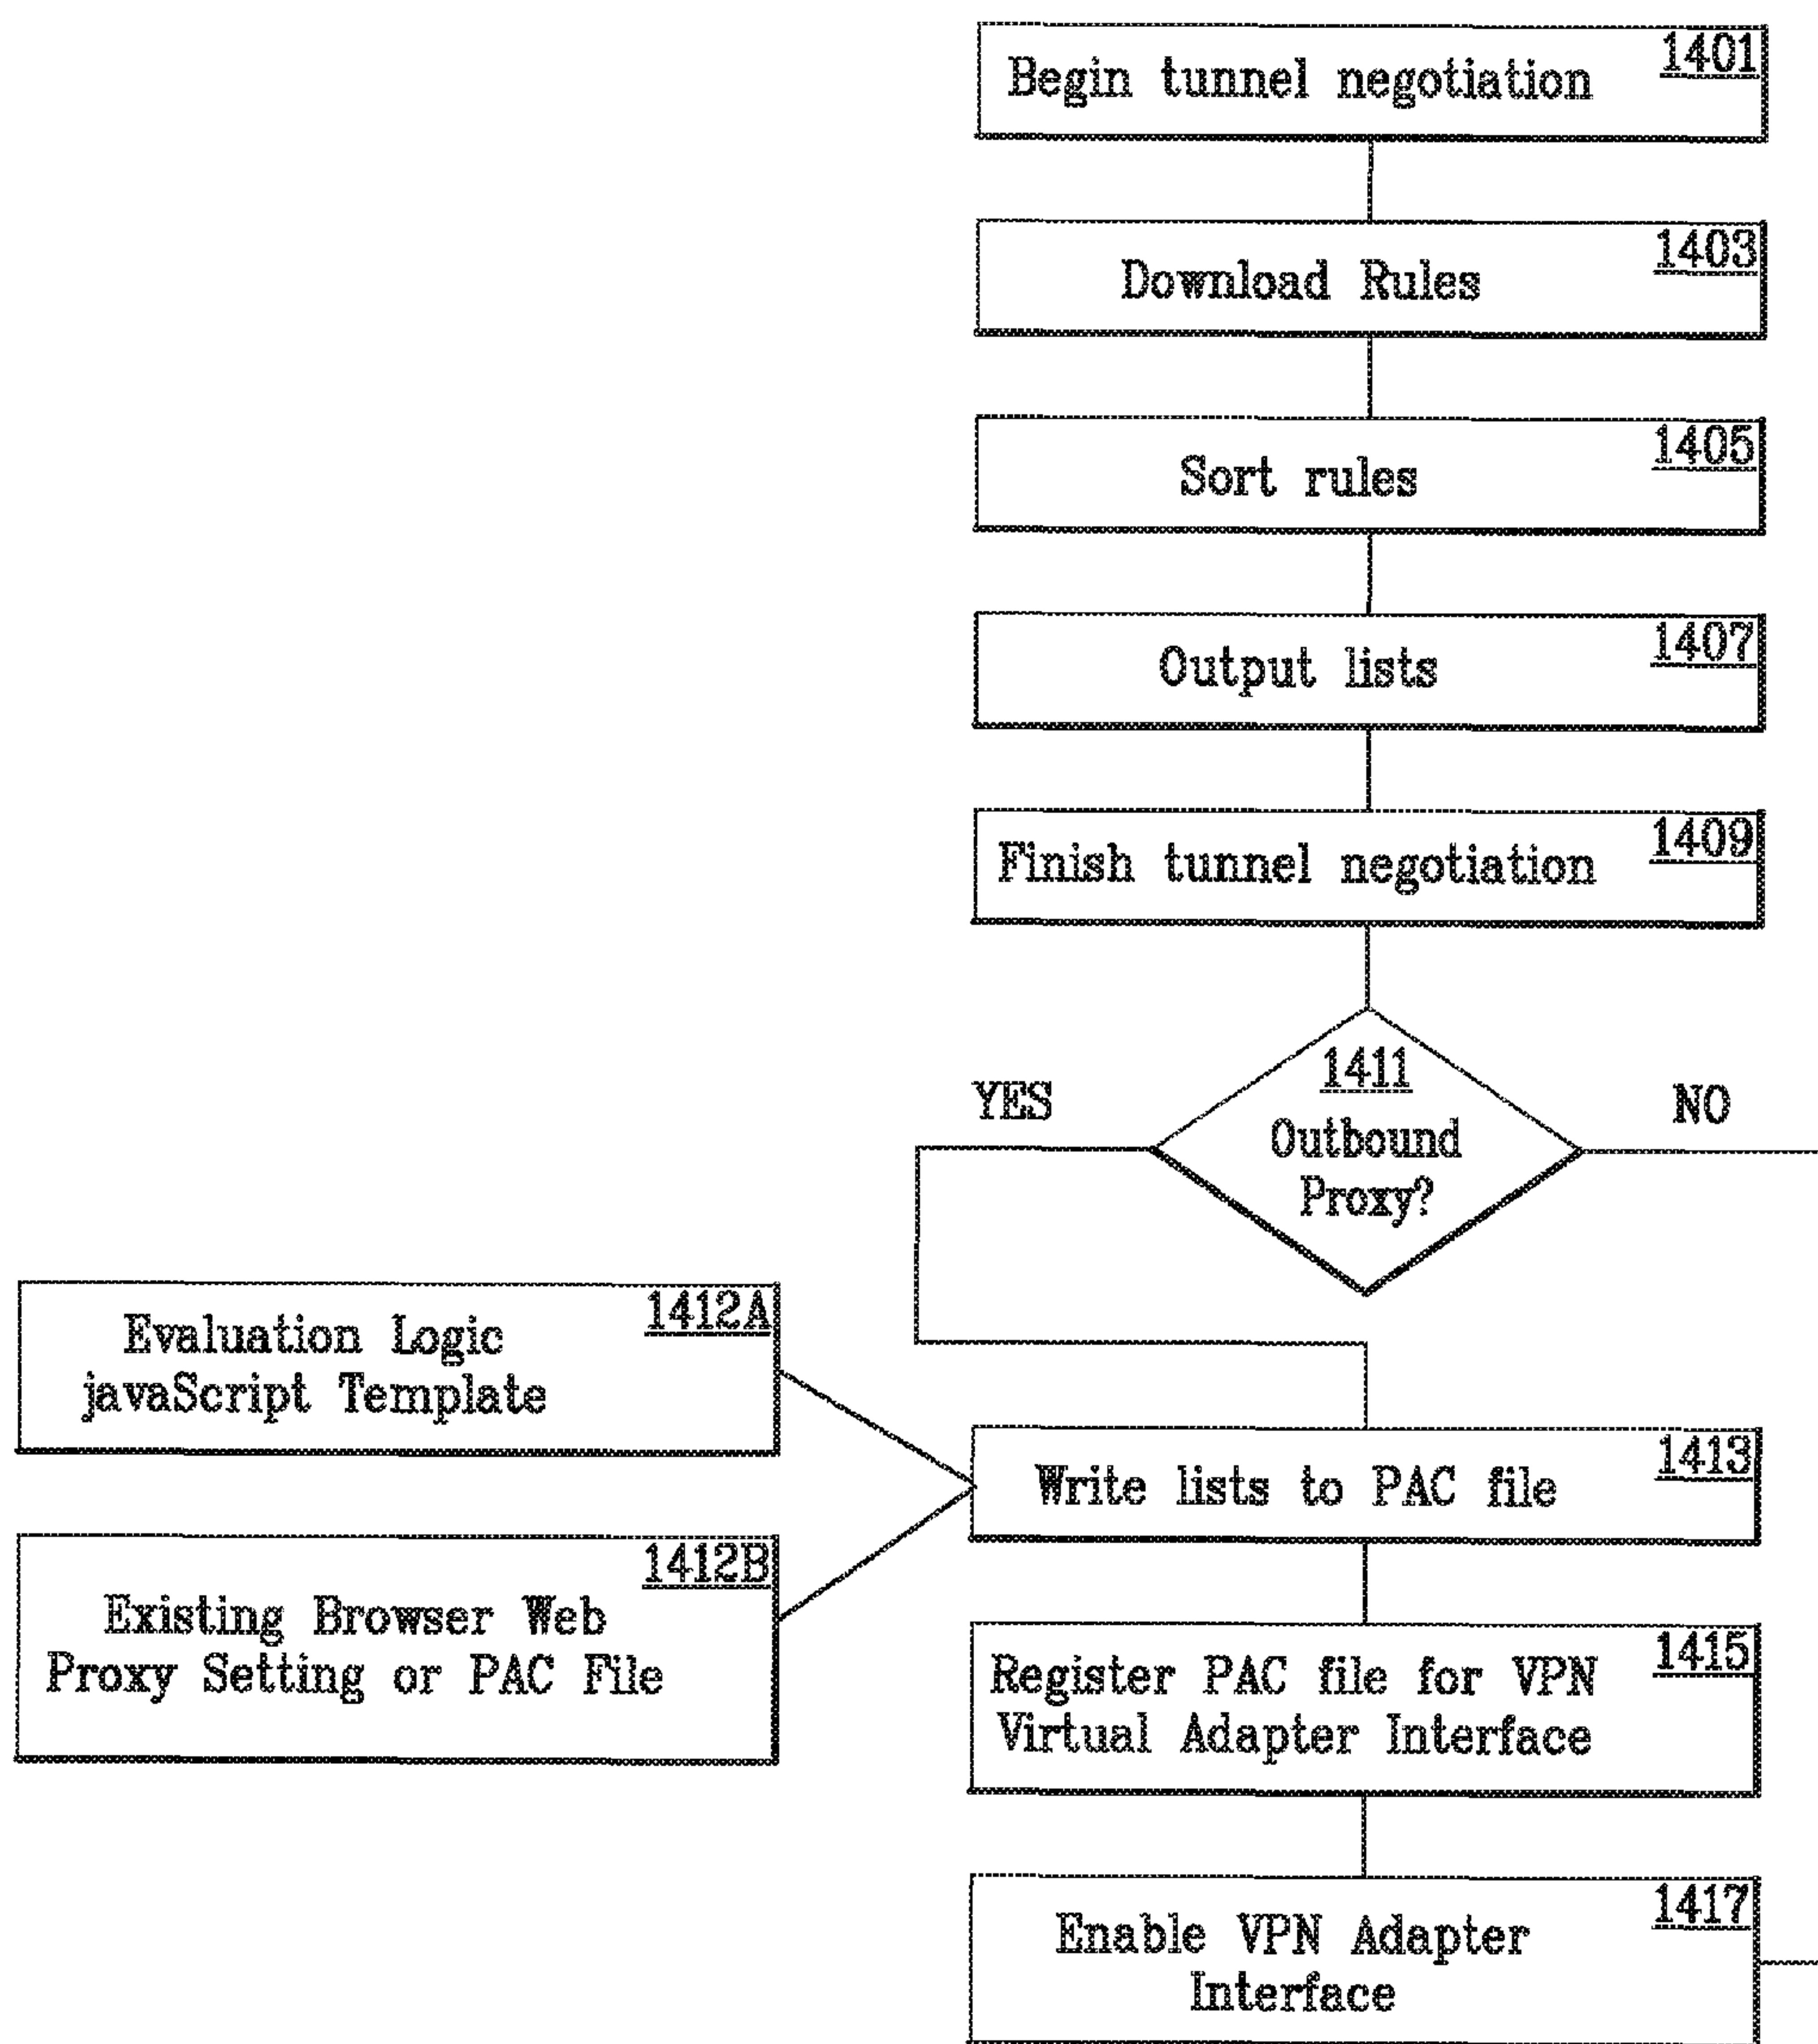 1401
Begin tunnel negotiation
1403
Download Rules
1405
Sort rules
1407
Output lists
1409
Finish tunnel negotiation
1411
Outbound
Proxy?
YES
NO
1412A
Evaluation Logic
javaScript Template
1412B
Existing Browser Web
Proxy Setting or PAC File
1413
Write lists to PAC file
1415
Register PAC file for VPN
Virtual Adapter Interface
1417
Enable VPN Adapter
Interface